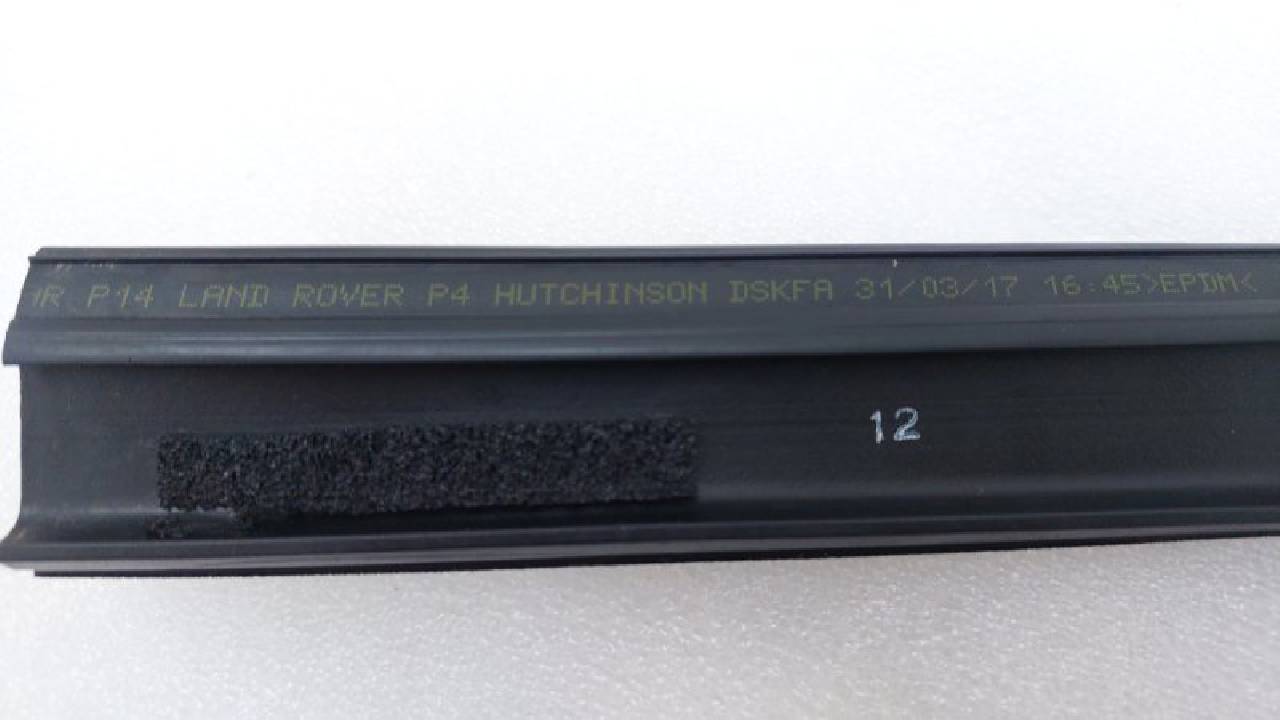 R P14 LAND ROVER P4 HUTCHINSON DSKFA 31/03/17 16:45>EPDM<
12